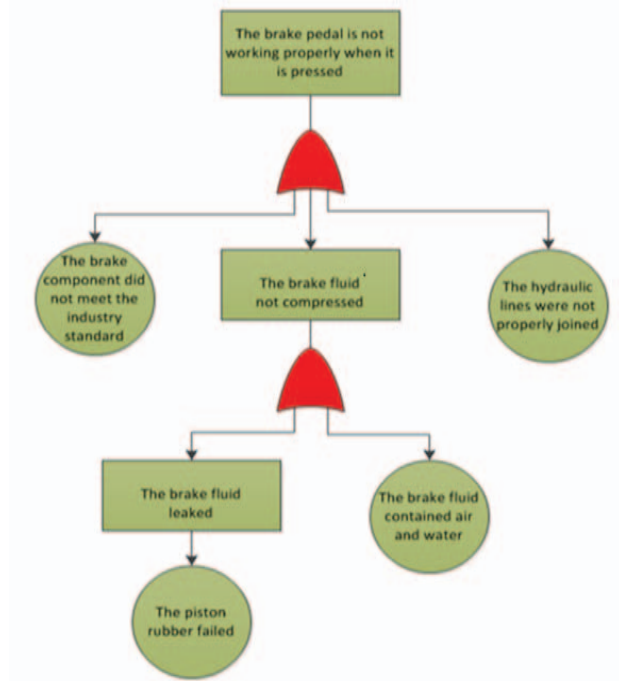 The brake pedal is not
working properly when it
is pressed
The brake
component did
not meet the
industry
standard
The brake fluid
not compressed
The hydraulic
lines were not
properly joined
The brake fluid
leaked
The brake fluid
contained air
and water
The piston
rubber failed